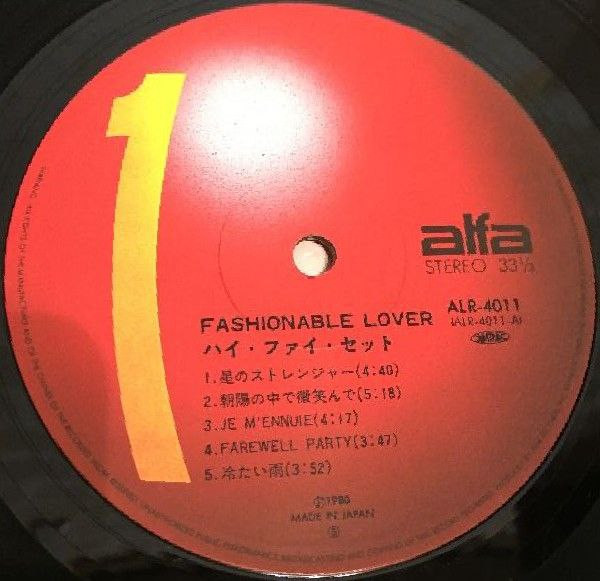 1
alfa
STEREO 33⅓
FASHIONABLE LOVER
ALR-4011
(ALR-4011-A)
ハイ・ファイ・セット
1.星のストレンジャー(4:40)
2.朝陽の中で微笑んで(5:18)
3.JE M'ENNUIE(4:17)
4.FAREWELL PARTY(3:47)
5.冷たい雨(3:52)
Ⓟ1980
MADE IN JAPAN